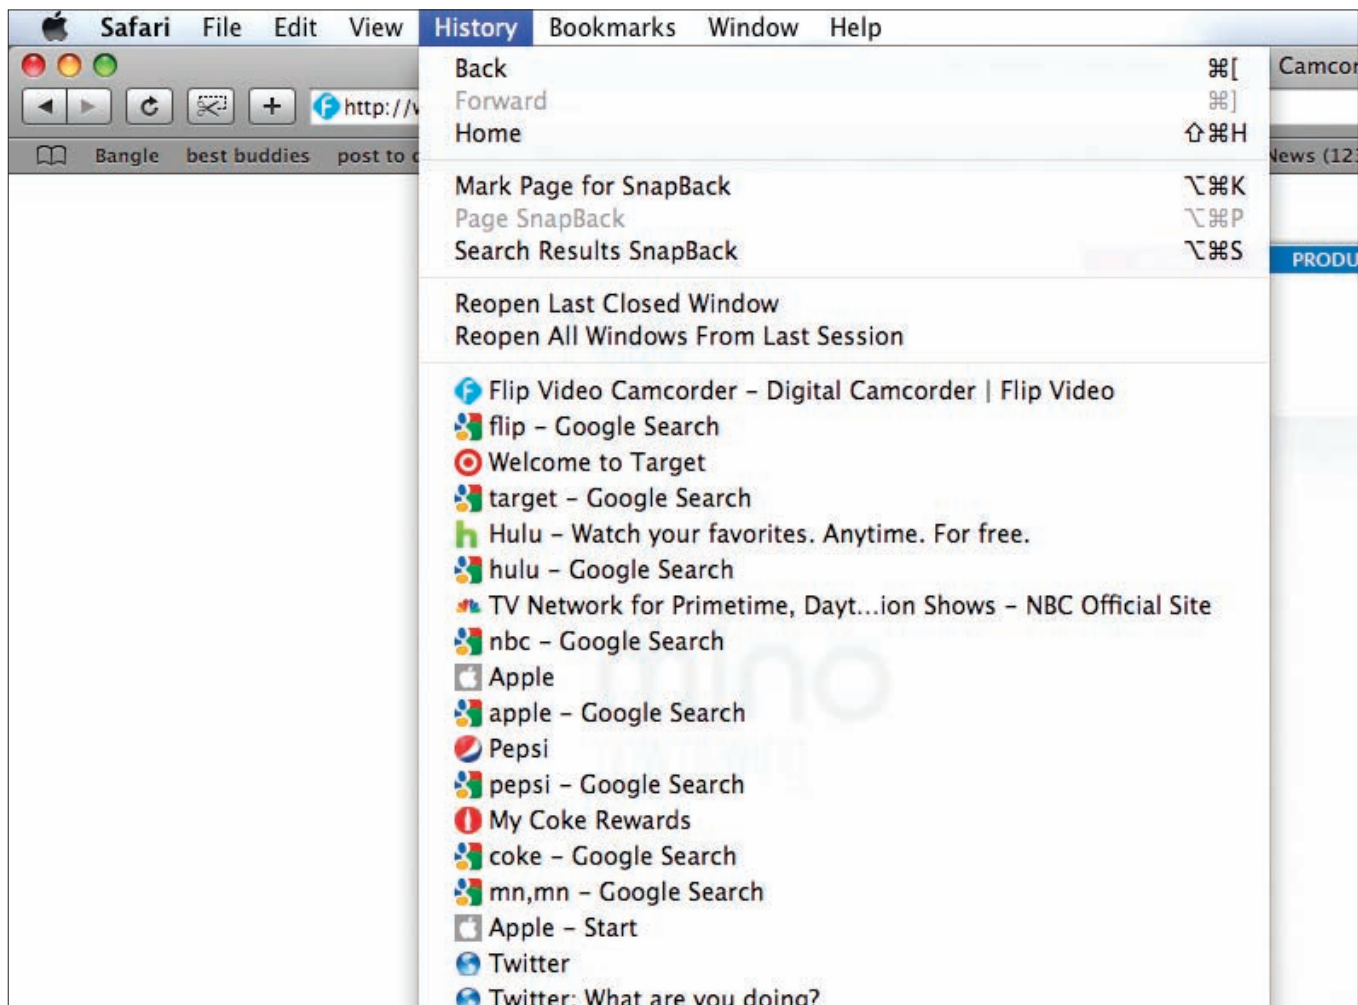 Safari File Edit View History Bookmarks Window Help
Back ⌘[
Camcor
Forward ⌘]
http://
Home ⇧⌘H
Bangle best buddies post to
News (12
Mark Page for SnapBack ⌥⌘K
Page SnapBack ⌥⌘P
Search Results SnapBack ⌥⌘S
PRODU
Reopen Last Closed Window
Reopen All Windows From Last Session
Flip Video Camcorder – Digital Camcorder | Flip Video
flip – Google Search
Welcome to Target
target – Google Search
Hulu – Watch your favorites. Anytime. For free.
hulu – Google Search
TV Network for Primetime, Dayt...ion Shows – NBC Official Site
nbc – Google Search
Apple
apple – Google Search
Pepsi
pepsi – Google Search
My Coke Rewards
coke – Google Search
mn,mn – Google Search
Apple – Start
Twitter
Twitter: What are you doing?
mino